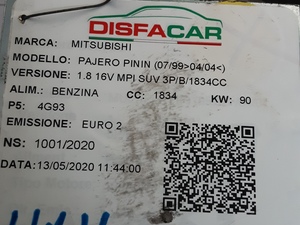 DISFACAR
MARCA: MITSUBISHI
MODELLO: PAJERO PININ (07/99>04/04<)
VERSIONE: 1.8 16V MPI SUV 3P/B/1834CC
ALIM.: BENZINA CC: 1834 KW: 90
P5: 4G93
EMISSIONE: EURO 2
NS: 1001/2020
DATA:13/05/2020 11:44:00